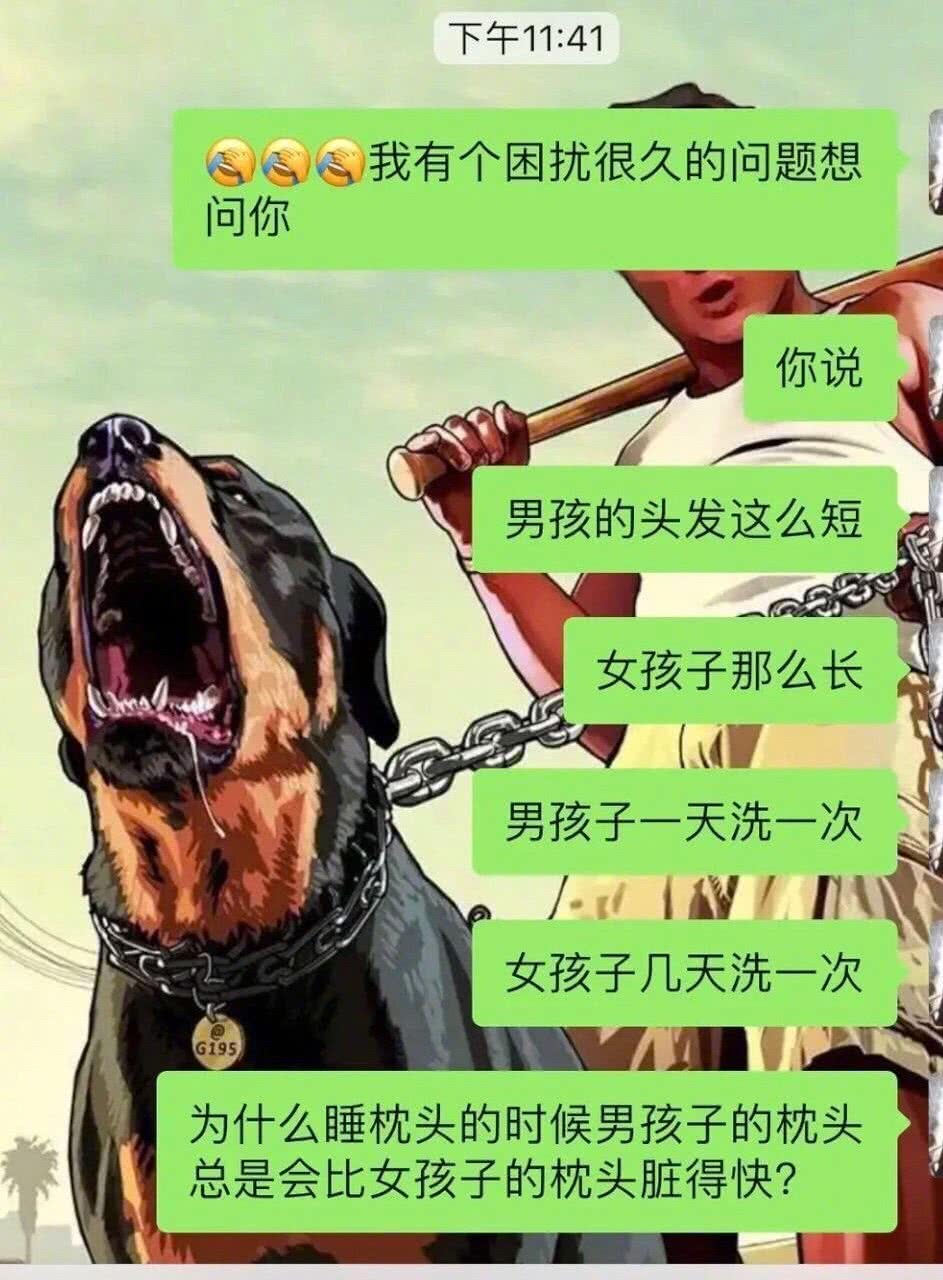 下午11:41
🤦🤦🤦我有个困扰很久的问题想
问你
你说
男孩的头发这么短
女孩子那么长
男孩子一天洗一次
女孩子几天洗一次
@
G195
为什么睡枕头的时候男孩子的枕头
总是会比女孩子的枕头脏得快?